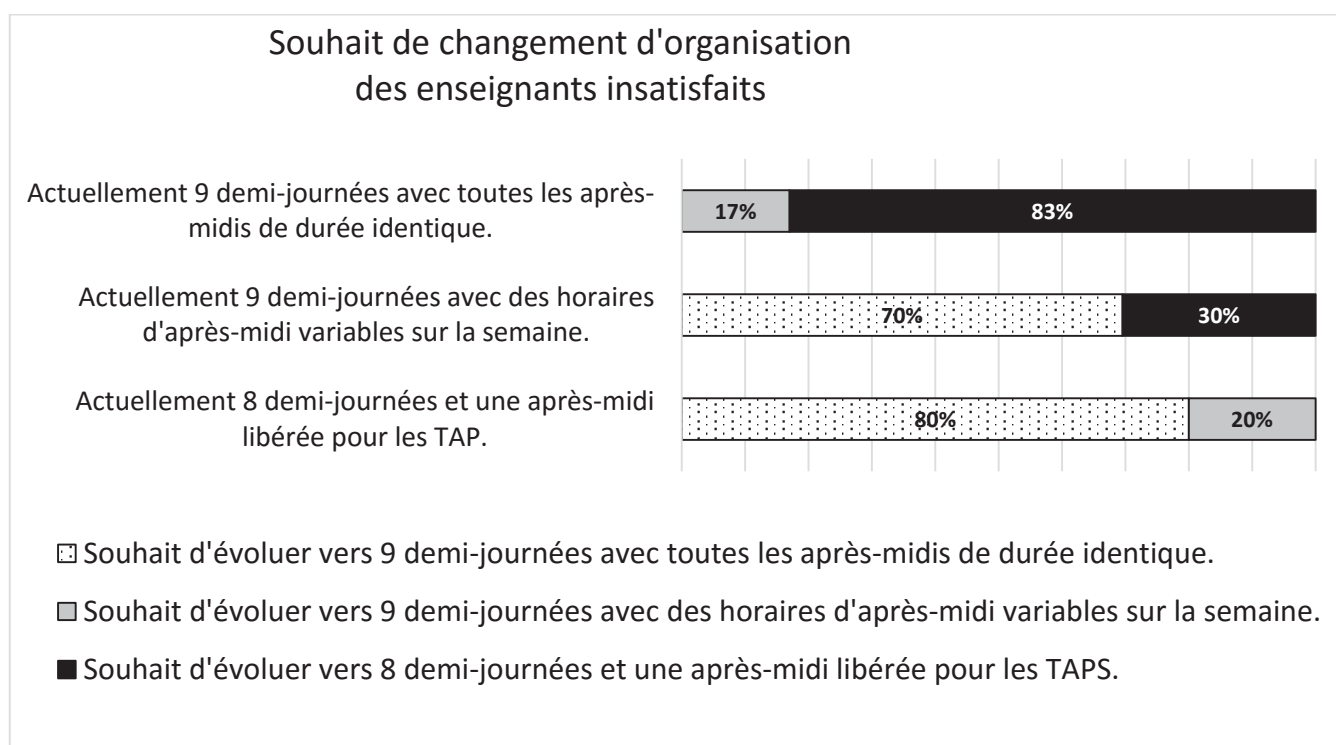 Souhait de changement d'organisation
des enseignants insatisfaits
Actuellement 9 demi-journées avec toutes les après-
midis de durée identique.
17% 83%
Actuellement 9 demi-journées avec des horaires
d'après-midi variables sur la semaine.
70% 30%
Actuellement 8 demi-journées et une après-midi
libérée pour les TAP.
80% 20%
Souhait d'évoluer vers 9 demi-journées avec toutes les après-midis de durée identique.
Souhait d'évoluer vers 9 demi-journées avec des horaires d'après-midi variables sur la semaine.
Souhait d'évoluer vers 8 demi-journées et une après-midi libérée pour les TAPS.